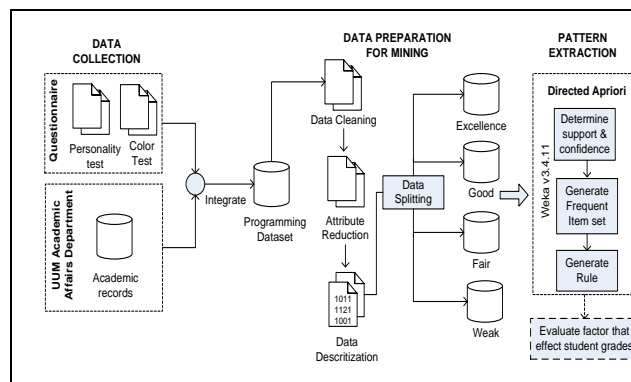 DATA
COLLECTION
Questionnaire
Personality
test
Color
Test
UUM Academic
Affairs Department
Academic
records
Integrate
Programming
Dataset
DATA PREPARATION
FOR MINING
Data Cleaning
Attribute
Reduction
1011
1121
1001
Data
Descritization
Data
Splitting
Excellence
Good
Fair
Weak
PATTERN
EXTRACTION
Directed Apriori
Weka v3.4.11
Determine
support &
confidence
Generate
Frequent
Item set
Generate
Rule
Evaluate factor that
effect student grades